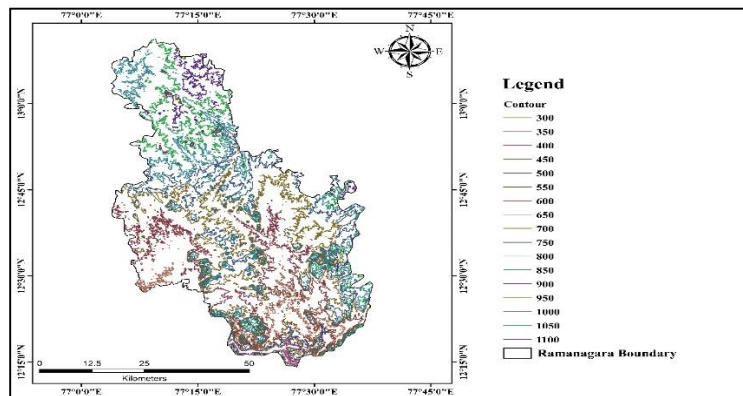 77°0'0"E 77°15'0"E 77°30'0"E 77°45'0"E
N
W E
S
13°0'0"N 13°0'0"N
12°45'0"N 12°45'0"N
12°30'0"N 12°30'0"N
12°15'0"N 12°15'0"N
0 12.5 25 50
Kilometers
77°0'0"E 77°15'0"E 77°30'0"E 77°45'0"E
Legend
Contour
300
350
400
450
500
550
600
650
700
750
800
850
900
950
1000
1050
1100
Ramanagara Boundary